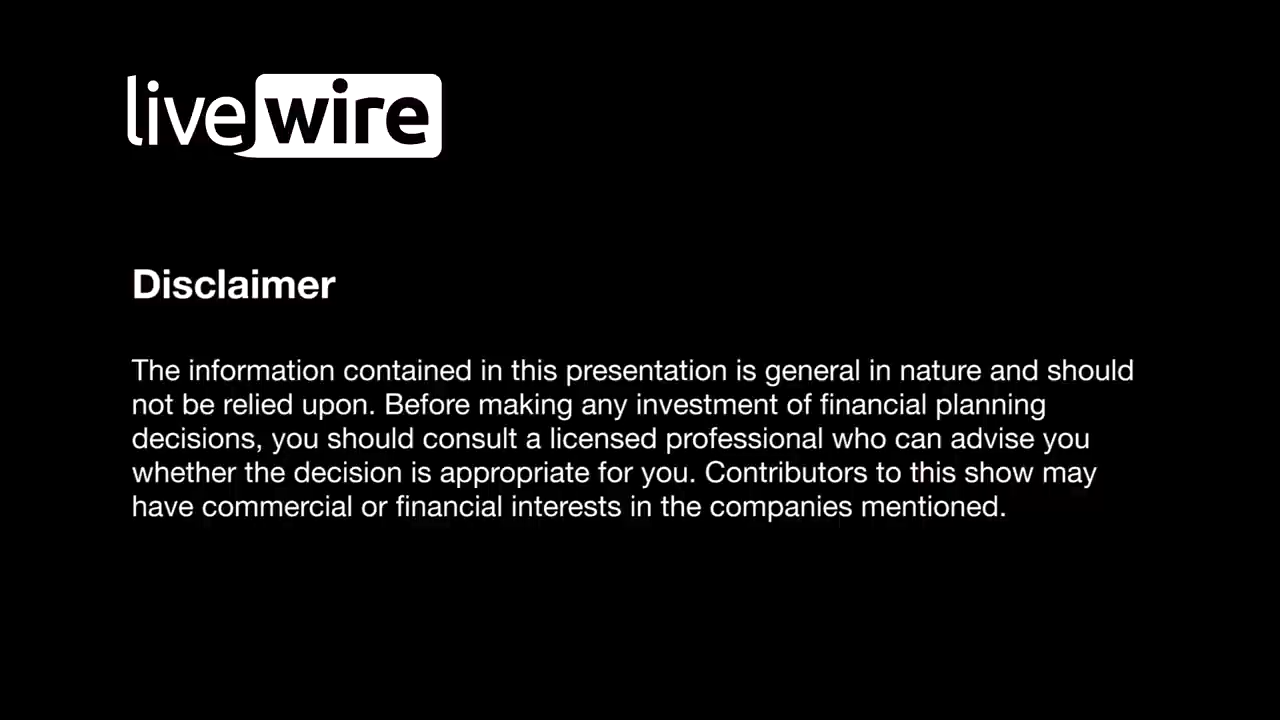 livewire
Disclaimer
The information contained in this presentation is general in nature and should
not be relied upon. Before making any investment of financial planning
decisions, you should consult a licensed professional who can advise you
whether the decision is appropriate for you. Contributors to this show may
have commercial or financial interests in the companies mentioned.